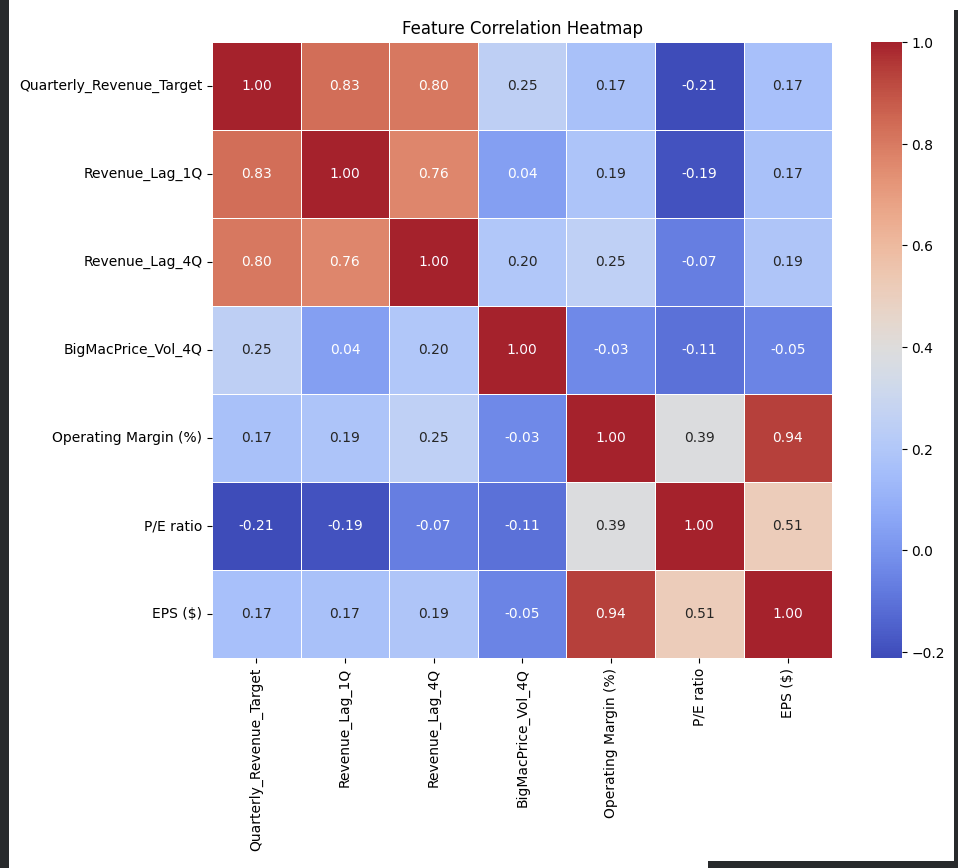 Feature Correlation Heatmap
Quarterly_Revenue_Target 1.00 0.83 0.80 0.25 0.17 -0.21 0.17
Revenue_Lag_1Q 0.83 1.00 0.76 0.04 0.19 -0.19 0.17
Revenue_Lag_4Q 0.80 0.76 1.00 0.20 0.25 -0.07 0.19
BigMacPrice_Vol_4Q 0.25 0.04 0.20 1.00 -0.03 -0.11 -0.05
Operating Margin (%) 0.17 0.19 0.25 -0.03 1.00 0.39 0.94
P/E ratio -0.21 -0.19 -0.07 -0.11 0.39 1.00 0.51
EPS ($) 0.17 0.17 0.19 -0.05 0.94 0.51 1.00
Quarterly_Revenue_Target
Revenue_Lag_1Q
Revenue_Lag_4Q
BigMacPrice_Vol_4Q
Operating Margin (%)
P/E ratio
EPS ($)
1.0
0.8
0.6
0.4
0.2
0.0
−0.2